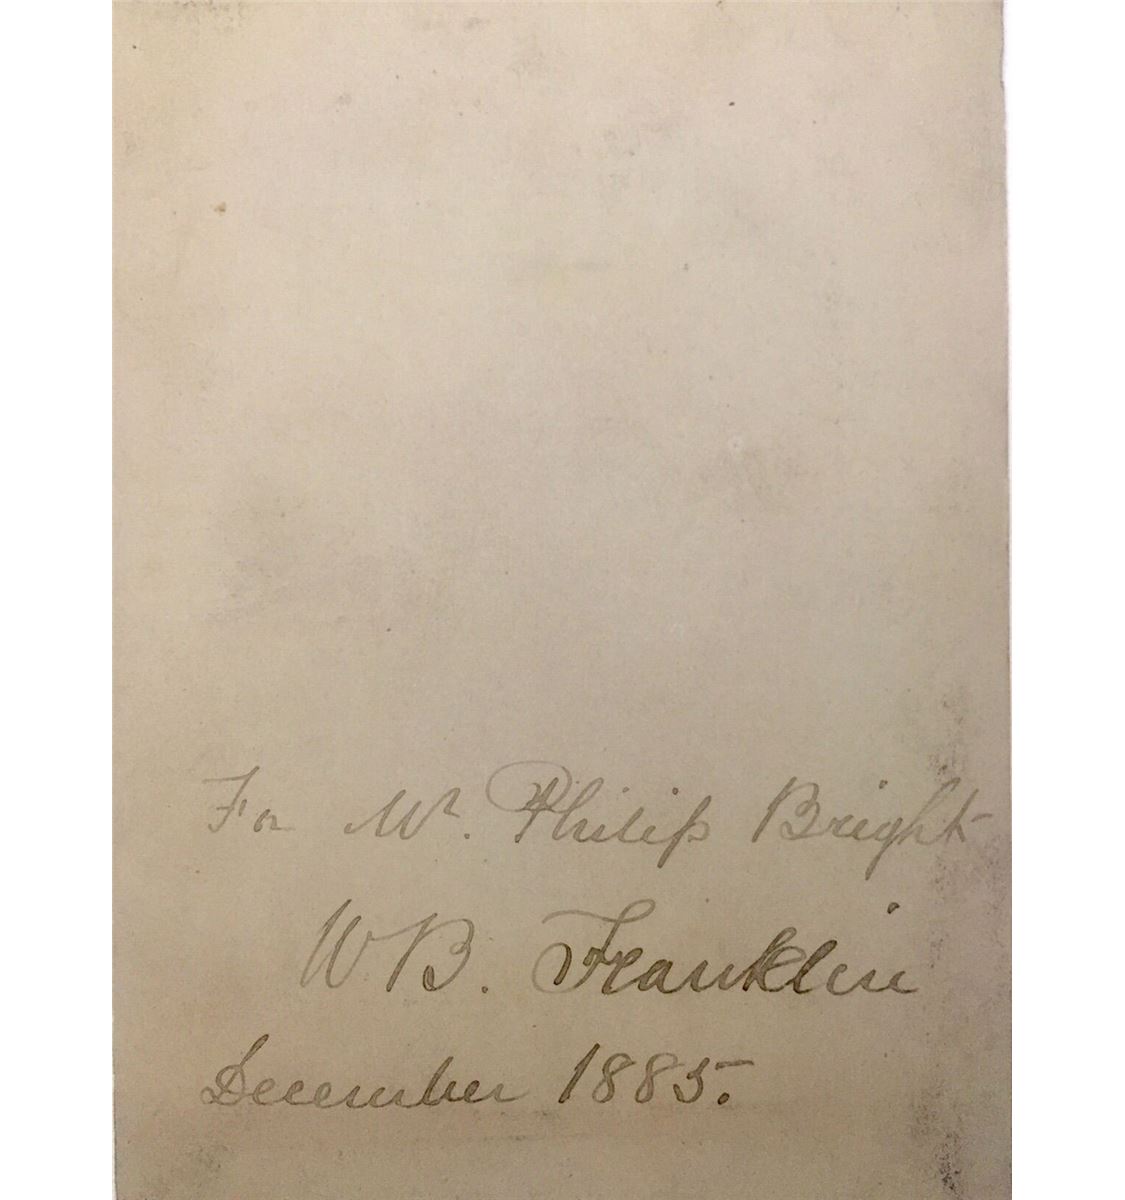 For Mr. Philip Bright
W B. Franklin
December 1885.